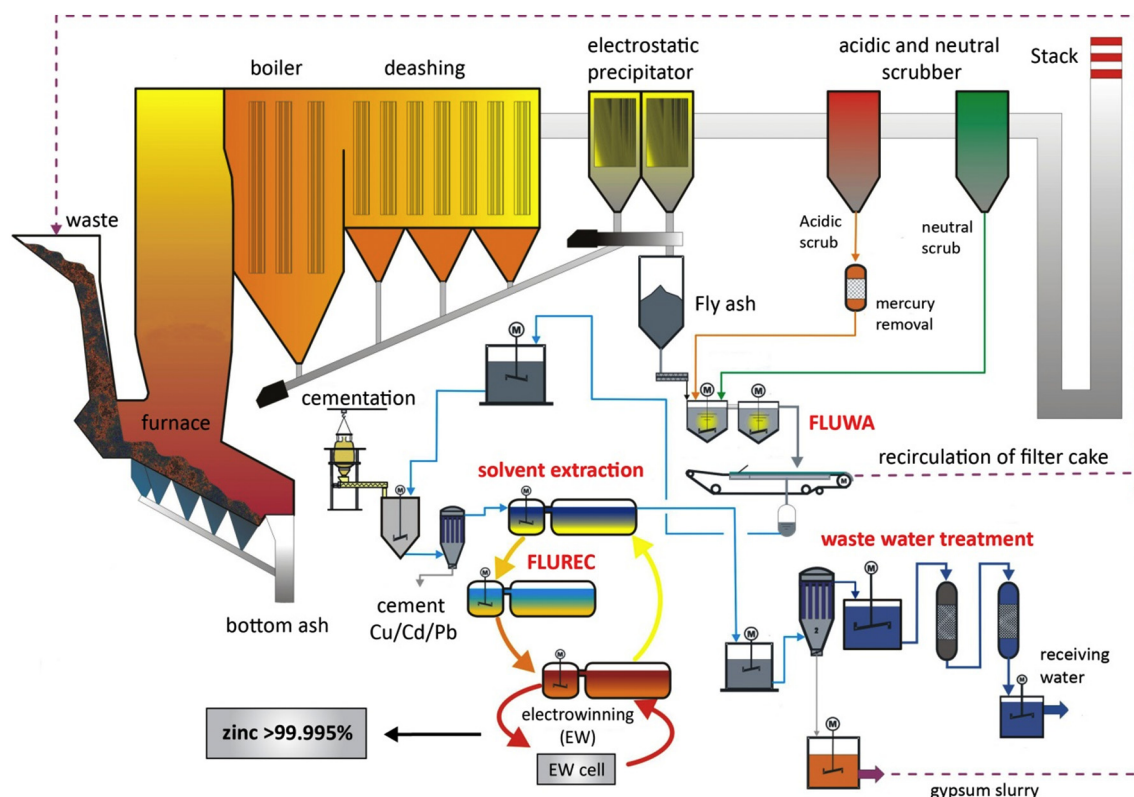 boiler
deashing
electrostatic
precipitator
acidic and neutral
scrubber
Stack
waste
Acidic
scrub
neutral
scrub
mercury
removal
Fly ash
M
cementation
furnace
M
M
FLUWA
recirculation of filter cake
M
solvent extraction
M
M
FLUREC
waste water treatment
M
M
cement
Cu/Cd/Pb
bottom ash
2
M
receiving
water
M
M
electrowinning
(EW)
EW cell
zinc >99.995%
M
gypsum slurry